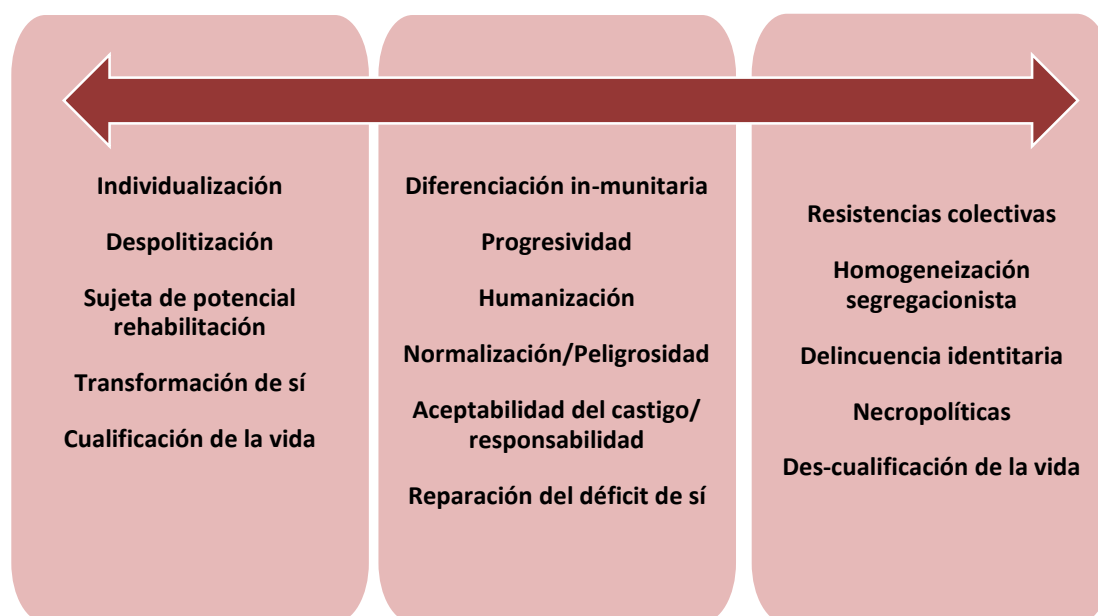 Individualización
Despolitización
Sujeta de potencial
rehabilitación
Transformación de sí
Cualificación de la vida
Diferenciación in-munitaria
Progresividad
Humanización
Normalización/Peligrosidad
Aceptabilidad del castigo/
responsabilidad
Reparación del déficit de sí
Resistencias colectivas
Homogeneización
segregacionista
Delincuencia identitaria
Necropolíticas
Des-cualificación de la vida